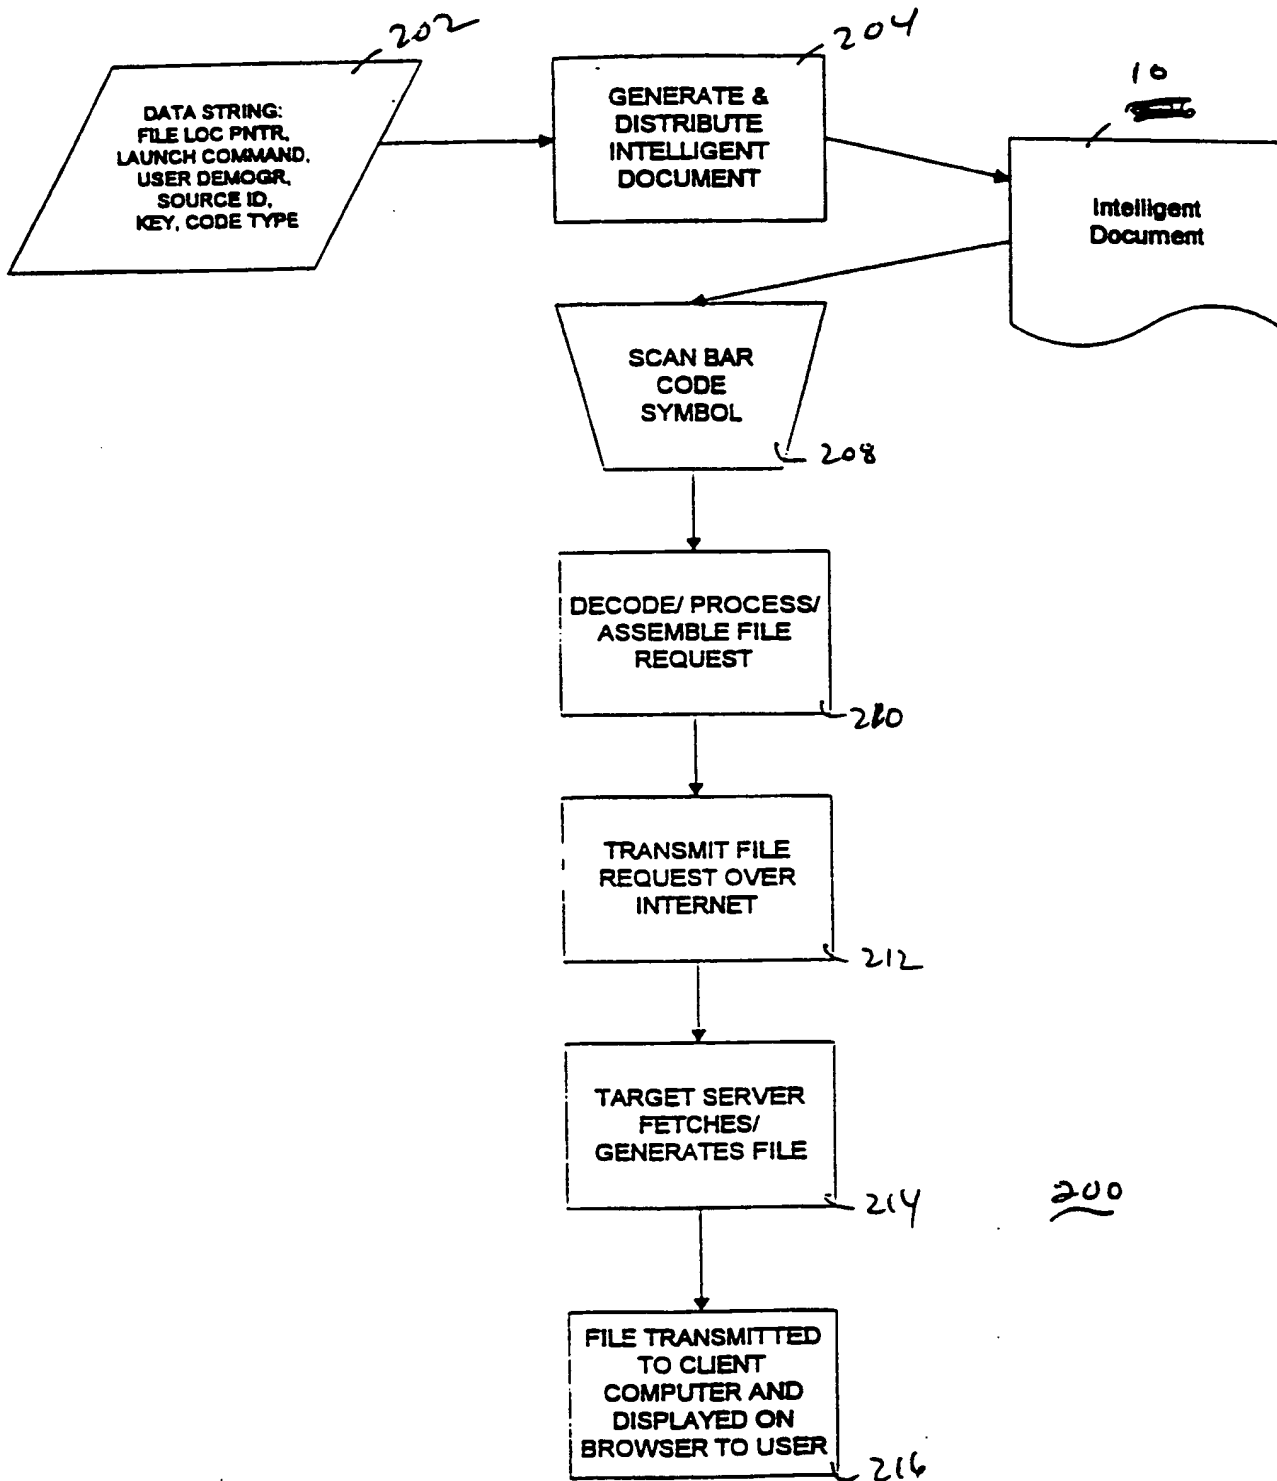 202
DATA STRING:
FILE LOC PNTR,
LAUNCH COMMAND,
USER DEMOGR,
SOURCE ID,
KEY, CODE TYPE
204
GENERATE &
DISTRIBUTE
INTELLIGENT
DOCUMENT
10
Intelligent
Document
SCAN BAR
CODE
SYMBOL
208
DECODE/ PROCESS/
ASSEMBLE FILE
REQUEST
210
TRANSMIT FILE
REQUEST OVER
INTERNET
212
TARGET SERVER
FETCHES/
GENERATES FILE
214
200
FILE TRANSMITTED
TO CLIENT
COMPUTER AND
DISPLAYED ON
BROWSER TO USER
216